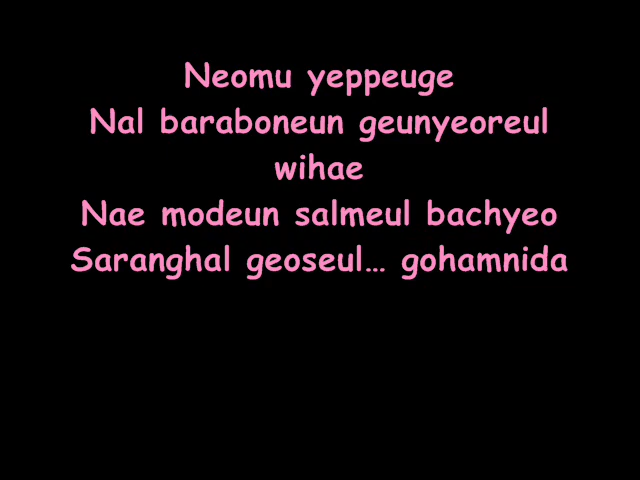 Neomu yeppeuge
Nal baraboneun geunyeoreul
wihae
Nae modeun salmeul bachyeo
Saranghal geoseul… gohamnida